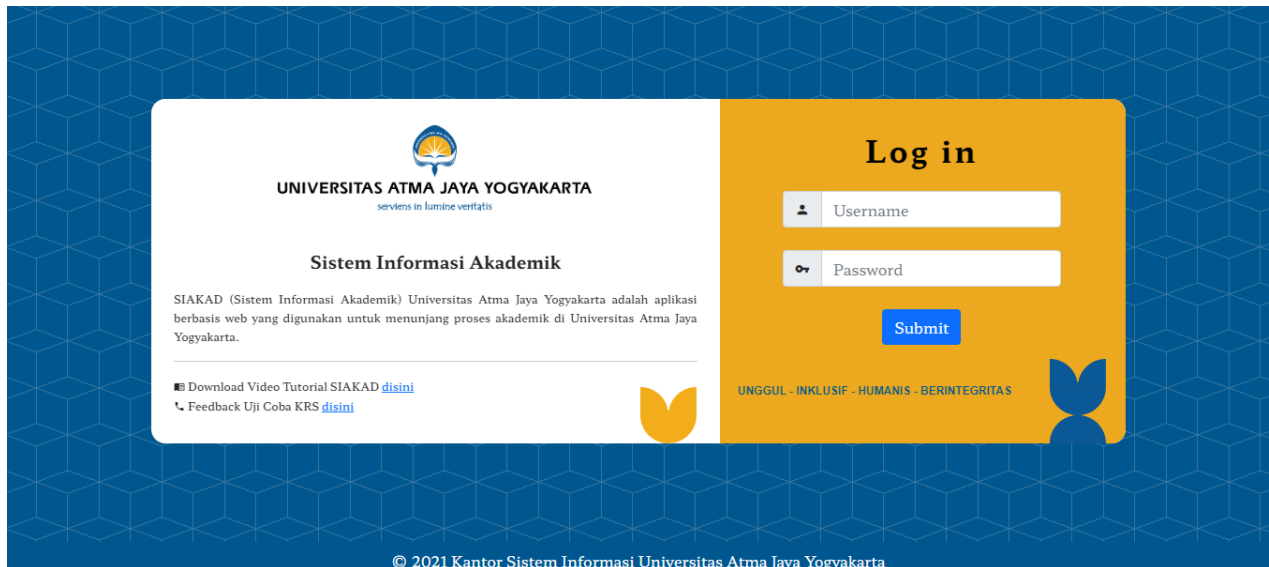 UNIVERSITAS ATMA JAYA YOGYAKARTA
serviens in lumine veritatis
Sistem Informasi Akademik
SIAKAD (Sistem Informasi Akademik) Universitas Atma Jaya Yogyakarta adalah aplikasi
berbasis web yang digunakan untuk menunjang proses akademik di Universitas Atma Jaya
Yogyakarta.
Download Video Tutorial SIAKAD disini
Feedback Uji Coba KRS disini
Log in
Username
Password
Submit
UNGGUL - INKLUSIF - HUMANIS - BERINTEGRITAS
© 2021 Kantor Sistem Informasi Universitas Atma Jaya Yogyakarta